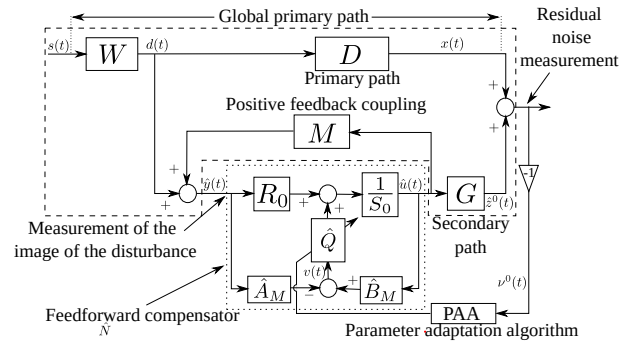 Global primary path
Residual
noise
measurement
s(t)
W
d(t)
D
x(t)
Primary path
+
+
Positive feedback coupling
M
-1
+
+
ŷ(t)
R₀
+
+
1
S₀
û(t)
G
ẑ⁰(t)
Secondary
path
Measurement of the
image of the disturbance
Q̂
v(t)
Â_M
−
+
B̂_M
ν⁰(t)
Feedforward compensator
N̂
PAA
Parameter adaptation algorithm